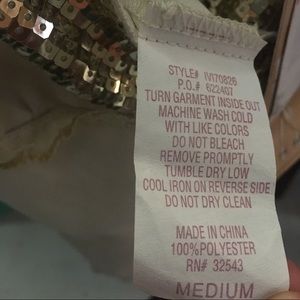 STYLE# IVI70826
P.O.# 622407
TURN GARMENT INSIDE OUT
MACHINE WASH COLD
WITH LIKE COLORS
DO NOT BLEACH
REMOVE PROMPTLY
TUMBLE DRY LOW
COOL IRON ON REVERSE SIDE
DO NOT DRY CLEAN
MADE IN CHINA
100%POLYESTER
RN# 32543
MEDIUM